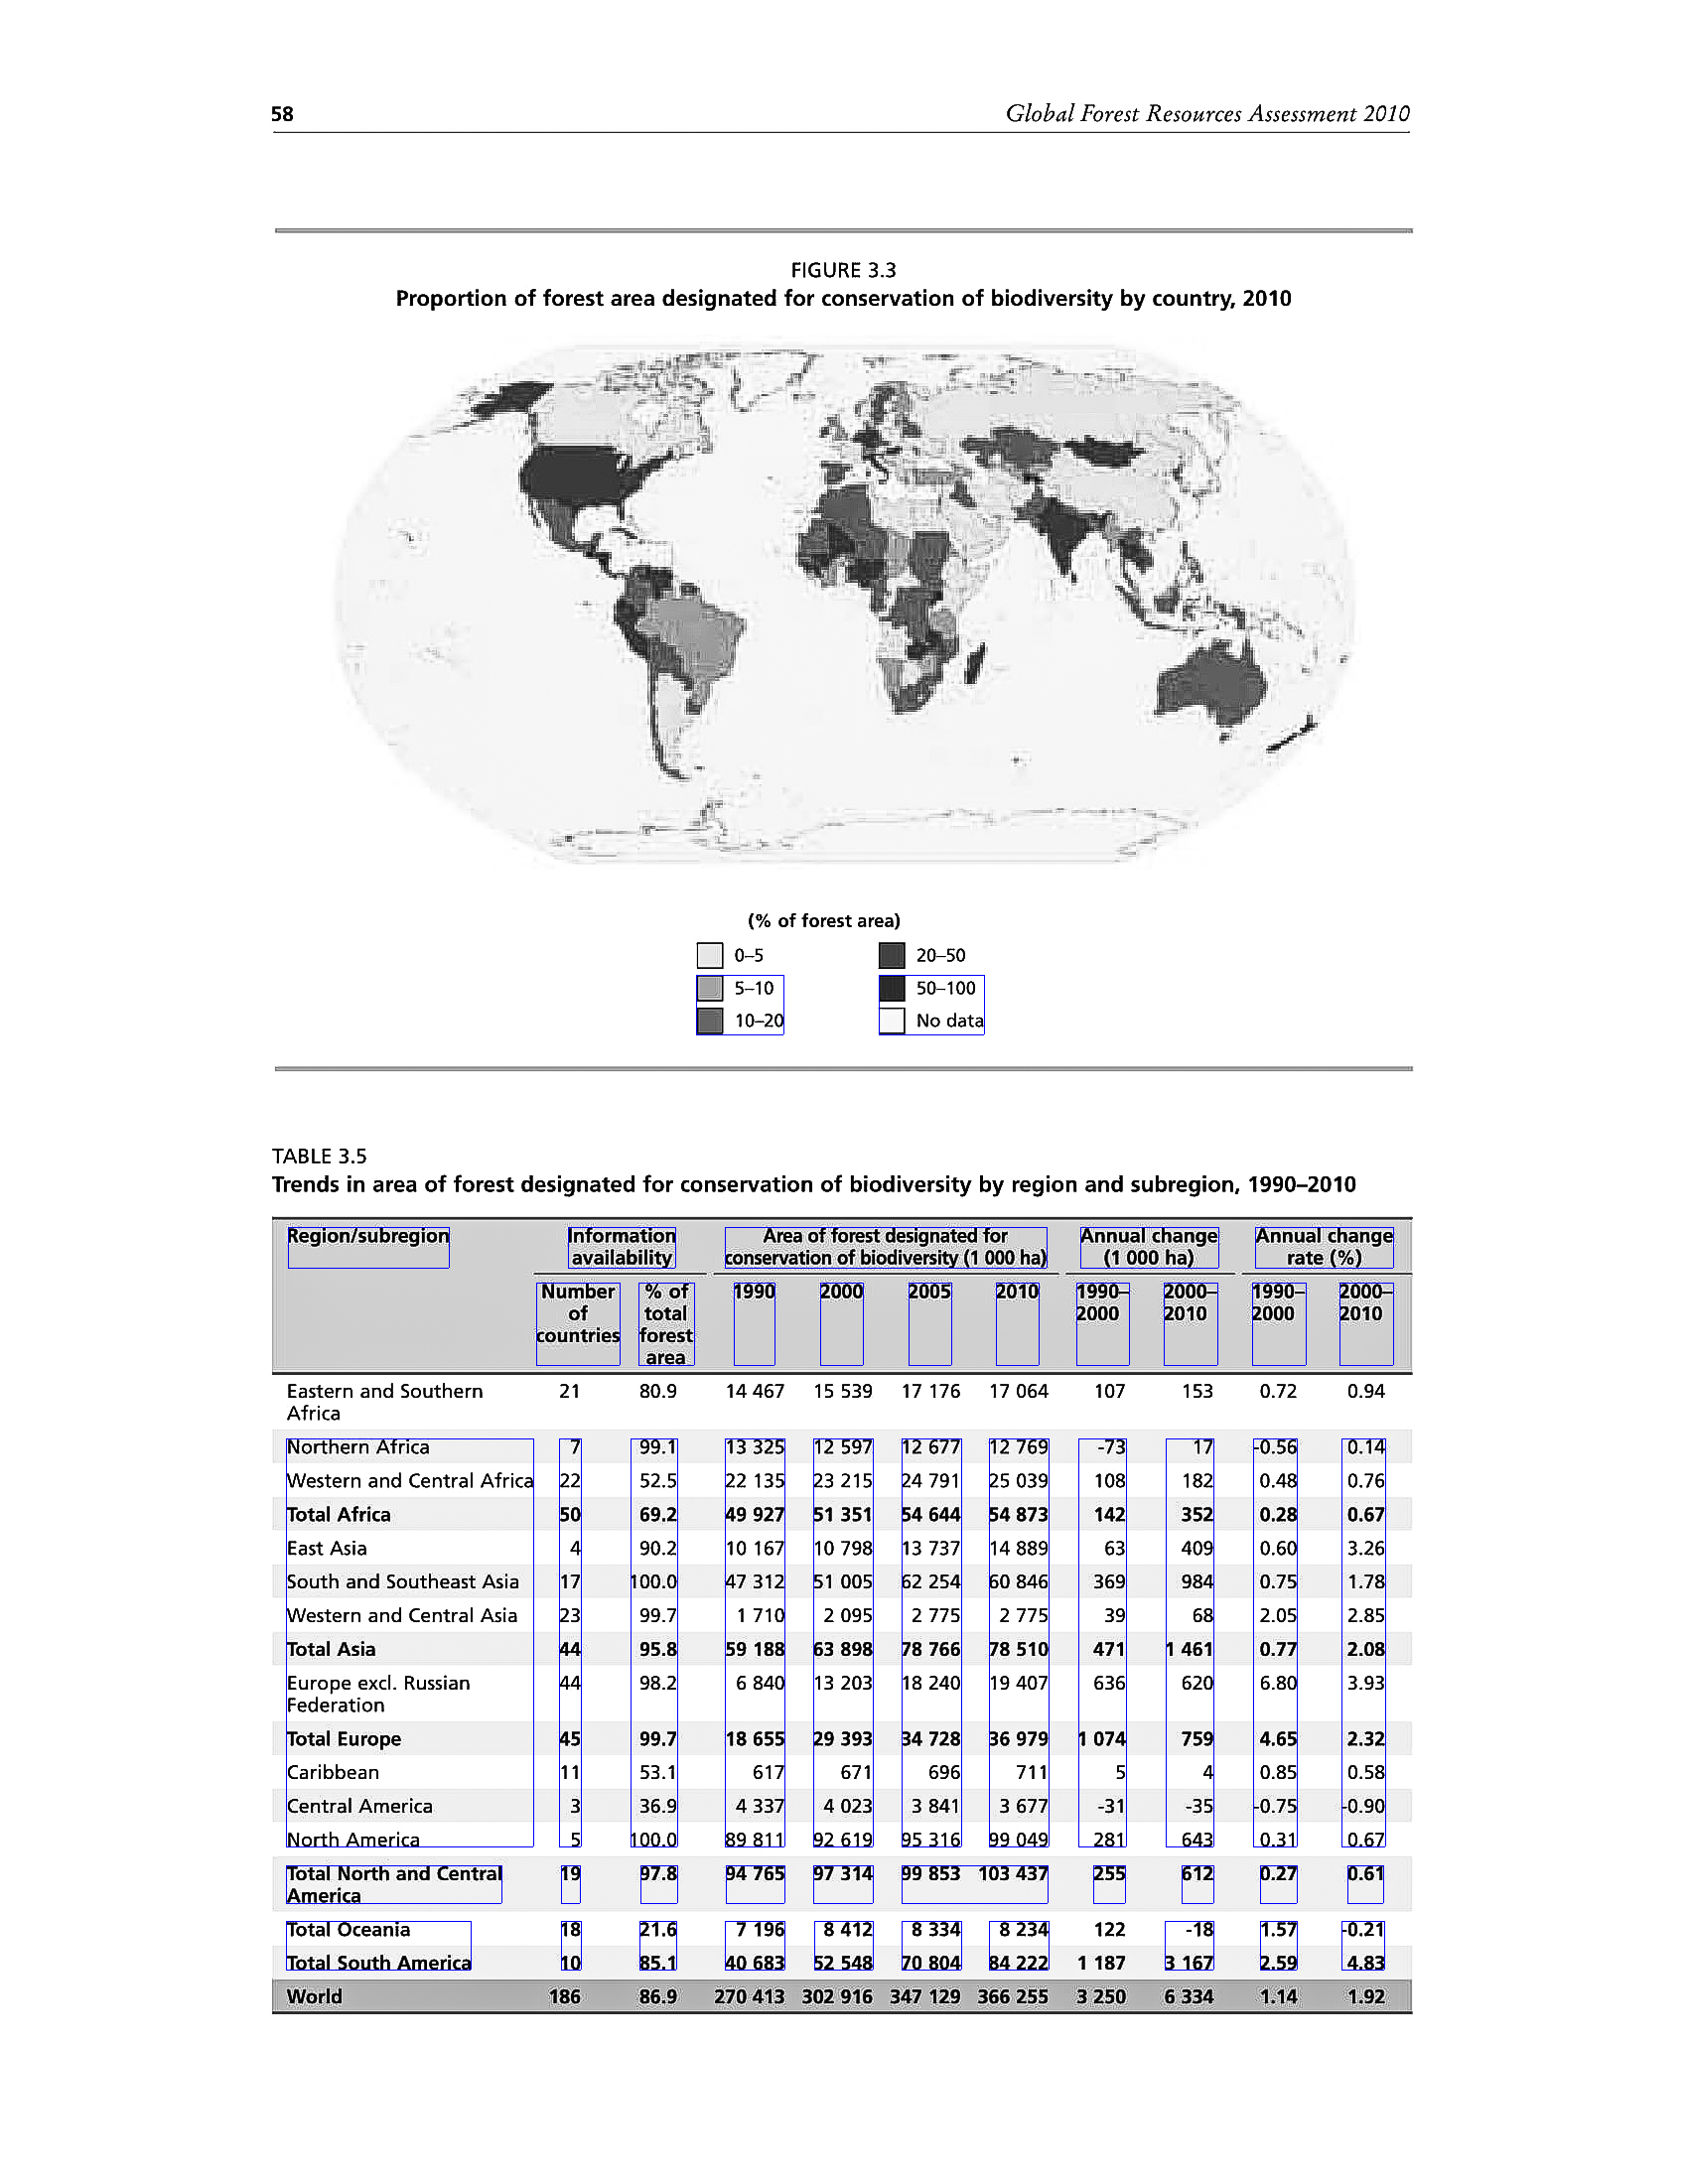 58
Global Forest Resources Assessment 2010
FIGURE 3.3
Proportion of forest area designated for conservation of biodiversity by country, 2010
(% of forest area)
0–5 20–50
5–10 50–100
10–20 No data
TABLE 3.5
Trends in area of forest designated for conservation of biodiversity by region and subregion, 1990–2010
Region/subregion Information availability Area of forest designated for conservation of biodiversity (1 000 ha) Annual change (1 000 ha) Annual change rate (%)
Number of countries % of total forest area 1990 2000 2005 2010 1990–2000 2000–2010 1990–2000 2000–2010
Eastern and Southern Africa 21 80.9 14 467 15 539 17 176 17 064 107 153 0.72 0.94
Northern Africa 7 99.1 13 325 12 597 12 677 12 769 -73 17 -0.56 0.14
Western and Central Africa 22 52.5 22 135 23 215 24 791 25 039 108 182 0.48 0.76
Total Africa 50 69.2 49 927 51 351 54 644 54 873 142 352 0.28 0.67
East Asia 4 90.2 10 167 10 798 13 737 14 889 63 409 0.60 3.26
South and Southeast Asia 17 100.0 47 312 51 005 62 254 60 846 369 984 0.75 1.78
Western and Central Asia 23 99.7 1 710 2 095 2 775 2 775 39 68 2.05 2.85
Total Asia 44 95.8 59 188 63 898 78 766 78 510 471 1 461 0.77 2.08
Europe excl. Russian Federation 44 98.2 6 840 13 203 18 240 19 407 636 620 6.80 3.93
Total Europe 45 99.7 18 655 29 393 34 728 36 979 1 074 759 4.65 2.32
Caribbean 11 53.1 617 671 696 711 5 4 0.85 0.58
Central America 3 36.9 4 337 4 023 3 841 3 677 -31 -35 -0.75 -0.90
North America 5 100.0 89 811 92 619 95 316 99 049 281 643 0.31 0.67
Total North and Central America 19 97.8 94 765 97 314 99 853 103 437 255 612 0.27 0.61
Total Oceania 18 21.6 7 196 8 412 8 334 8 234 122 -18 1.57 -0.21
Total South America 10 85.1 40 683 52 548 70 804 84 222 1 187 3 167 2.59 4.83
World 186 86.9 270 413 302 916 347 129 366 255 3 250 6 334 1.14 1.92